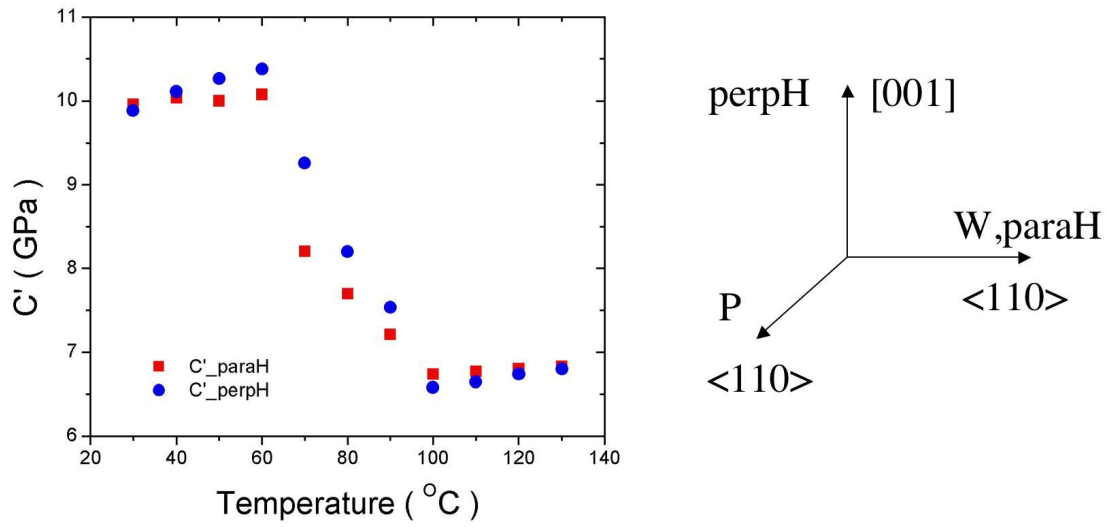 11
10
9
8
7
6
C' ( GPa )
C'_paraH
C'_perpH
20 40 60 80 100 120 140
Temperature ( °C )
perpH [001]
W,paraH
<110>
P
<110>